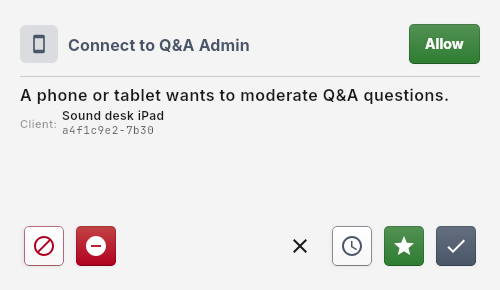 Connect to Q&A Admin
Allow
A phone or tablet wants to moderate Q&A questions.
Client: Sound desk iPad
a4f1c9e2-7b30